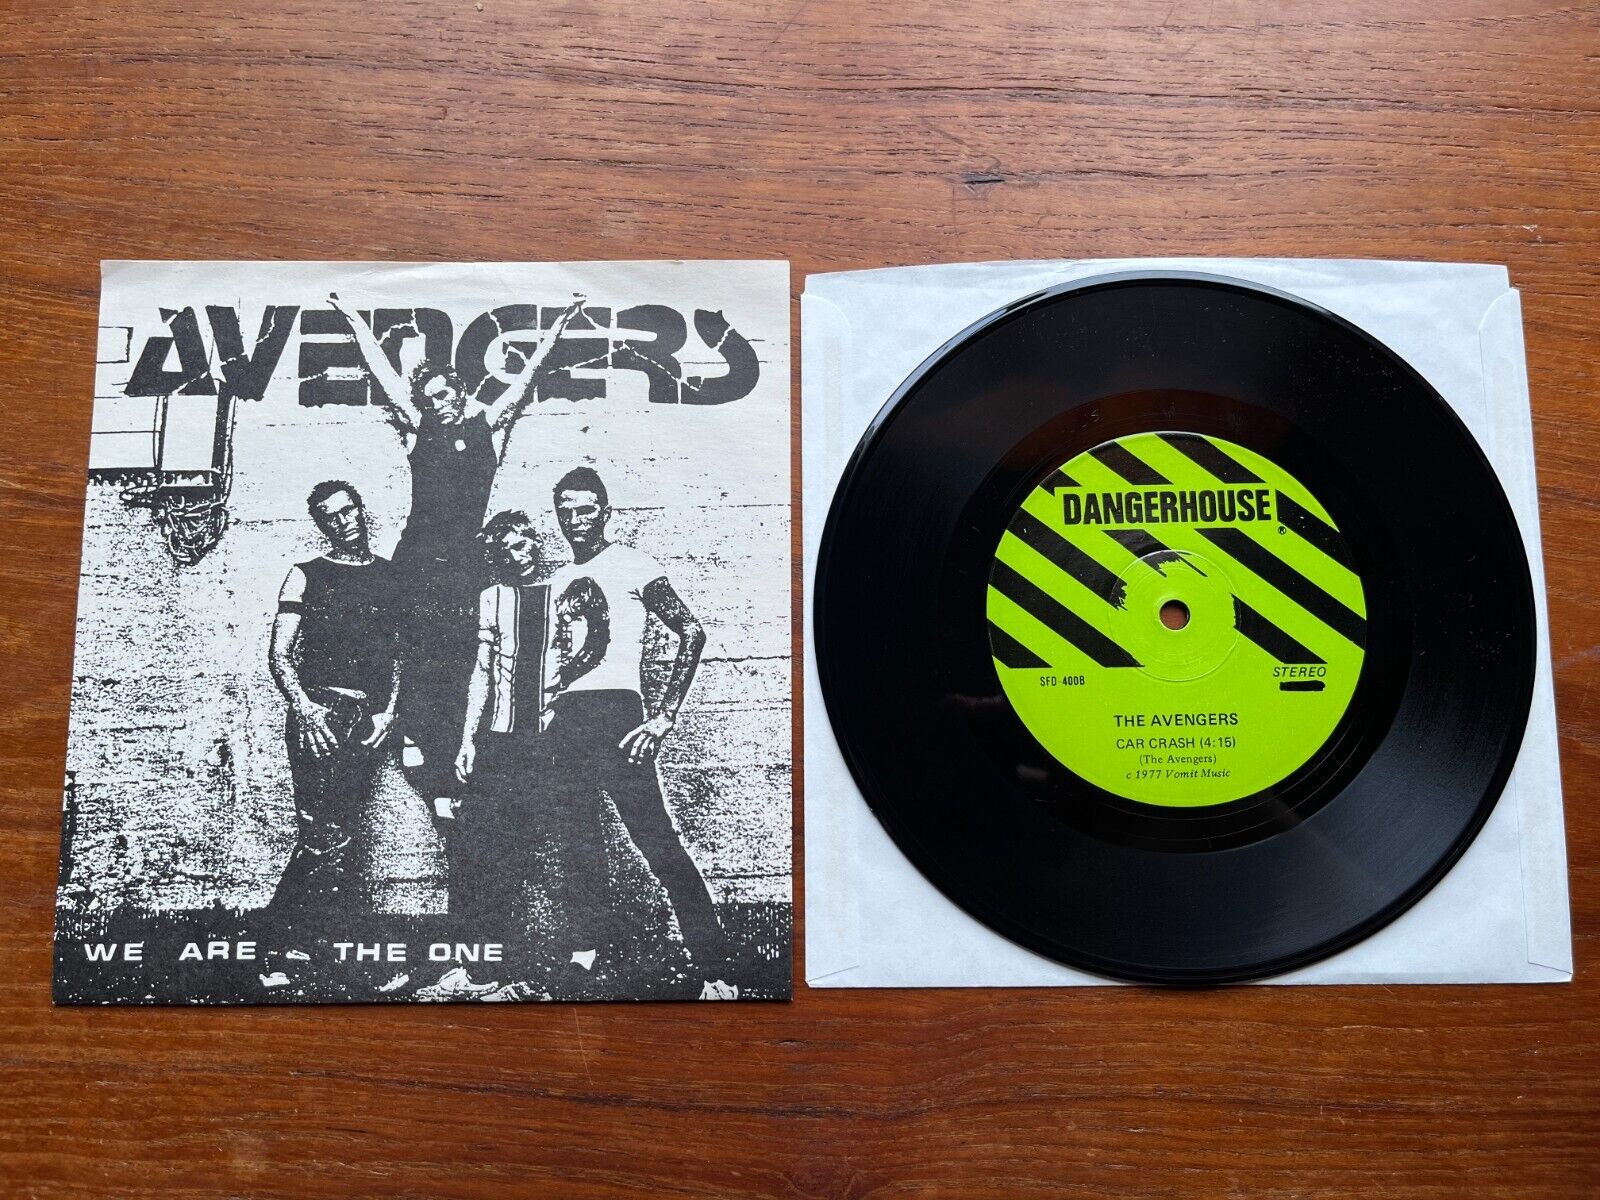 AVENGERS
WE ARE THE ONE
DANGERHOUSE
®
STEREO
SFD-400B
THE AVENGERS
CAR CRASH (4:15)
(The Avengers)
c 1977 Vomit Music